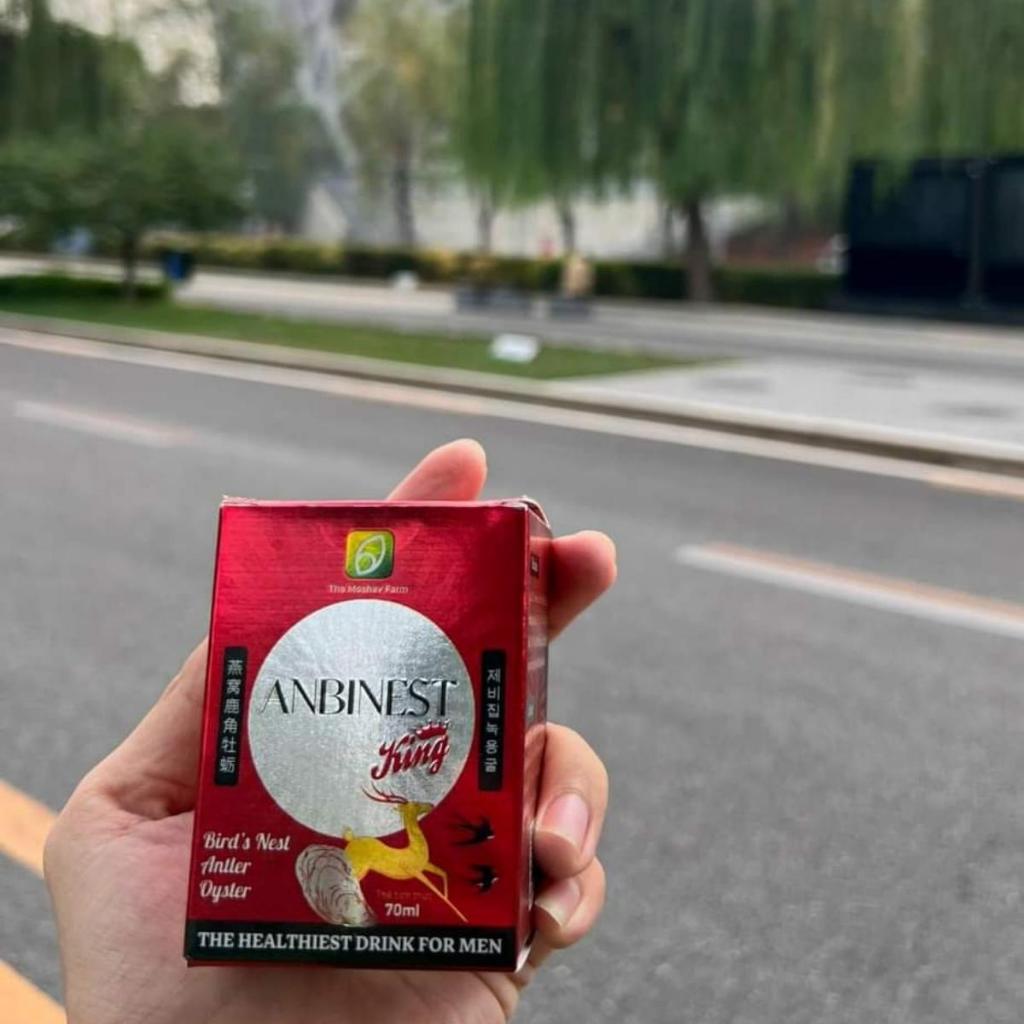 The Moshav Farm
燕窝鹿角牡蛎
ANBINEST
King
제비집녹용굴
Bird's Nest
Antler
Oyster
70ml
THE HEALTHIEST DRINK FOR MEN